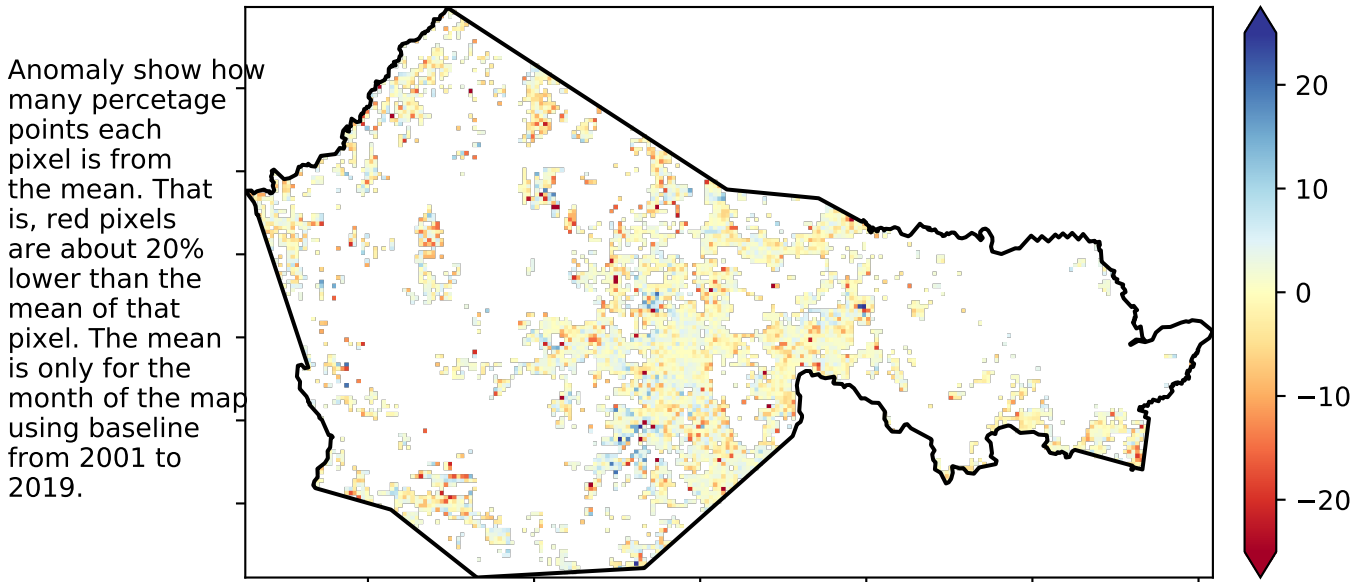 Anomaly show how
many percetage
points each
pixel is from
the mean. That
is, red pixels
are about 20%
lower than the
mean of that
pixel. The mean
is only for the
month of the map
using baseline
from 2001 to
2019.
20
10
0
−10
−20